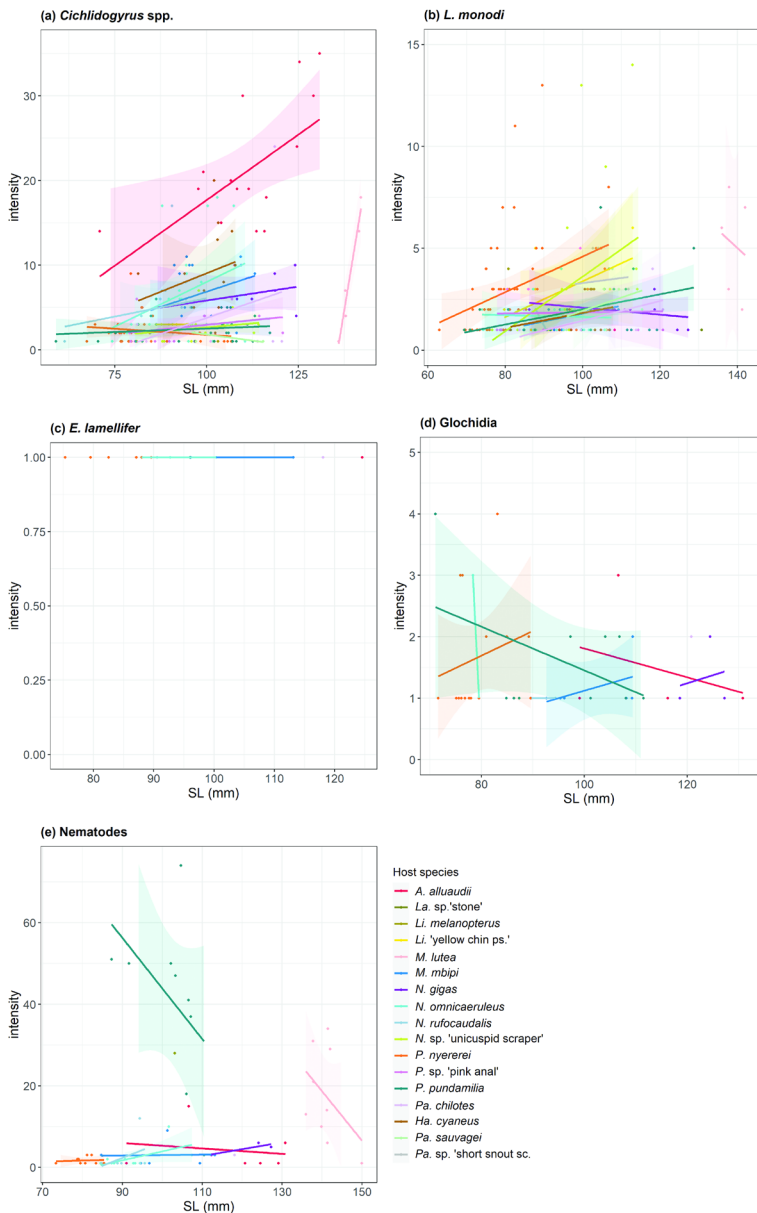 (a) Cichlidogyrus spp.
30
20
10
0
intensity
75
100
125
SL (mm)
(b) L. monodi
15
10
5
0
intensity
60
80
100
120
140
SL (mm)
(c) E. lamellifer
1.00
0.75
0.50
0.25
0.00
intensity
80
90
100
110
120
SL (mm)
(d) Glochidia
5
4
3
2
1
0
intensity
80
100
120
SL (mm)
(e) Nematodes
60
40
20
0
intensity
70
90
110
130
150
SL (mm)
Host species
A. alluaudii
La. sp.'stone'
Li. melanopterus
Li. 'yellow chin ps.'
M. lutea
M. mbipi
N. gigas
N. omnicaeruleus
N. rufocaudalis
N. sp. 'unicuspid scraper'
P. nyererei
P. sp. 'pink anal'
P. pundamilia
Pa. chilotes
Ha. cyaneus
Pa. sauvagei
Pa. sp. 'short snout sc.